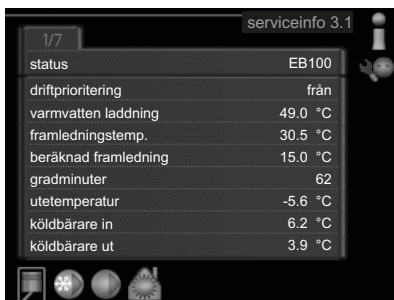 serviceinfo 3.1
1/7
status EB100
driftprioritering från
varmvatten laddning 49.0 °C
framledningstemp. 30.5 °C
beräknad framledning 15.0 °C
gradminuter 62
utetemperatur -5.6 °C
köldbärare in 6.2 °C
köldbärare ut 3.9 °C